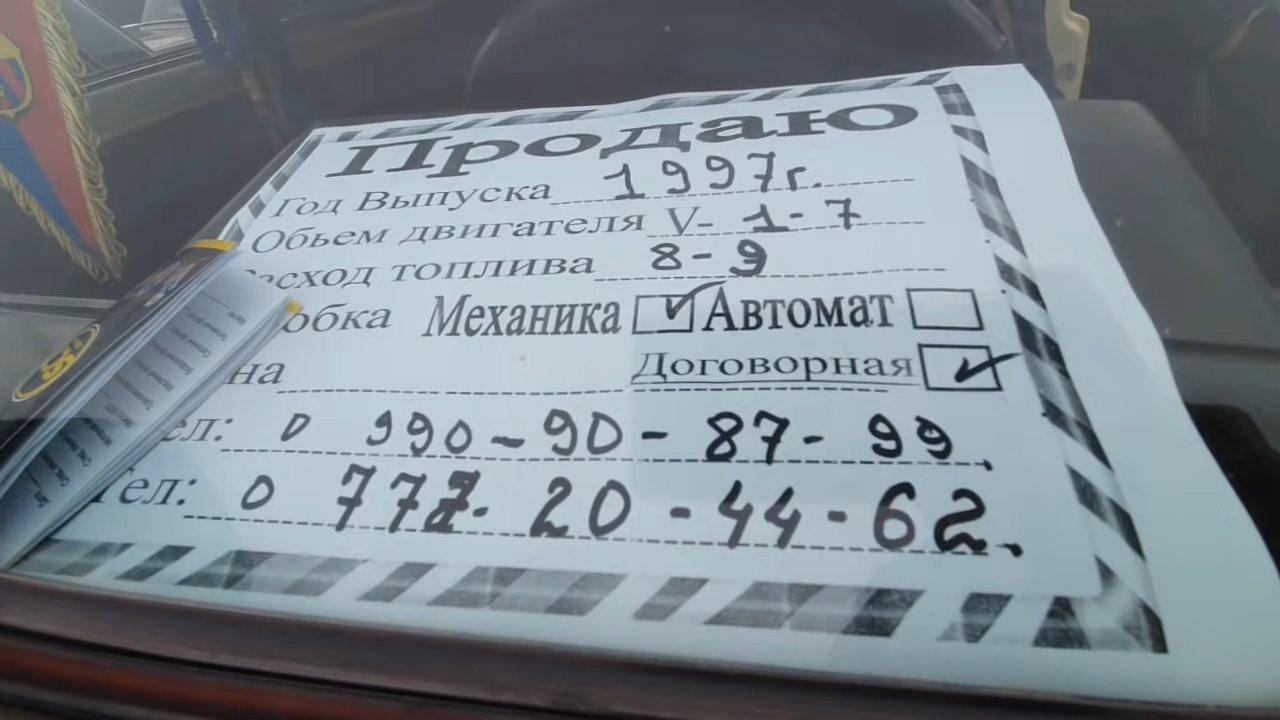 Продаю
Год Выпуска 1997г.
Обьем двигателя V- 1-7
Расход топлива 8-9
обка Механика Автомат
на Договорная
ел: 0 990-90-87-99
Тел: 0 777-20-44-62.